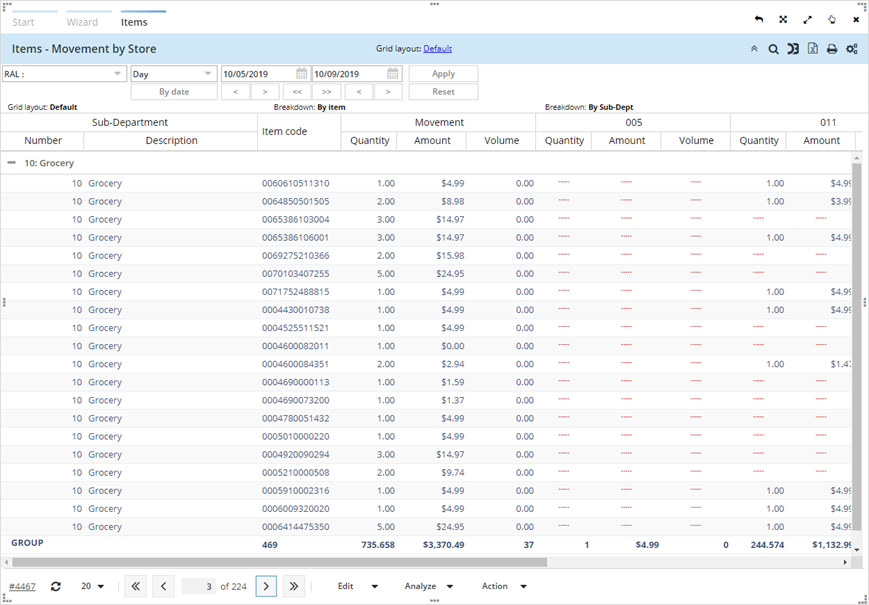 Start Wizard Items
Items - Movement by Store Grid layout: Default
RAL : Day 10/05/2019 10/09/2019 Apply
By date < > << >> < > Reset
Grid layout: Default Breakdown: By item Breakdown: By Sub-Dept
Sub-Department Item code Movement 005 011
Number Description Quantity Amount Volume Quantity Amount Volume Quantity Amount
10: Grocery
10 Grocery 0060610511310 1.00 $4.99 0.00 ----- ----- ----- 1.00 $4.99
10 Grocery 0064850501505 2.00 $8.98 0.00 ----- ----- ----- 1.00 $3.99
10 Grocery 0065386103004 3.00 $14.97 0.00 ----- ----- ----- ----- -----
10 Grocery 0065386106001 3.00 $14.97 0.00 ----- ----- ----- 1.00 $4.99
10 Grocery 0069275210366 2.00 $15.98 0.00 ----- ----- ----- ----- -----
10 Grocery 0070103407255 5.00 $24.95 0.00 ----- ----- ----- ----- -----
10 Grocery 0071752488815 1.00 $4.99 0.00 ----- ----- ----- 1.00 $4.99
10 Grocery 0004430010738 1.00 $4.99 0.00 ----- ----- ----- 1.00 $4.99
10 Grocery 0004525511521 1.00 $4.99 0.00 ----- ----- ----- ----- -----
10 Grocery 0004600082011 1.00 $0.00 0.00 ----- ----- ----- ----- -----
10 Grocery 0004600084351 2.00 $2.94 0.00 ----- ----- ----- 1.00 $1.47
10 Grocery 0004690000113 1.00 $1.59 0.00 ----- ----- ----- ----- -----
10 Grocery 0004690073200 1.00 $1.37 0.00 ----- ----- ----- ----- -----
10 Grocery 0004780051432 1.00 $4.99 0.00 ----- ----- ----- ----- -----
10 Grocery 0005010000220 1.00 $4.99 0.00 ----- ----- ----- ----- -----
10 Grocery 0004920090294 3.00 $14.97 0.00 ----- ----- ----- ----- -----
10 Grocery 0005210000508 2.00 $9.74 0.00 ----- ----- ----- ----- -----
10 Grocery 0005910002316 1.00 $4.99 0.00 ----- ----- ----- 1.00 $4.99
10 Grocery 0006009320020 1.00 $4.99 0.00 ----- ----- ----- 1.00 $4.99
10 Grocery 0006414475350 5.00 $24.95 0.00 ----- ----- ----- 1.00 $4.99
GROUP 469 735.658 $3,370.49 37 1 $4.99 0 244.574 $1,132.99
#4467 20 3 of 224 Edit Analyze Action